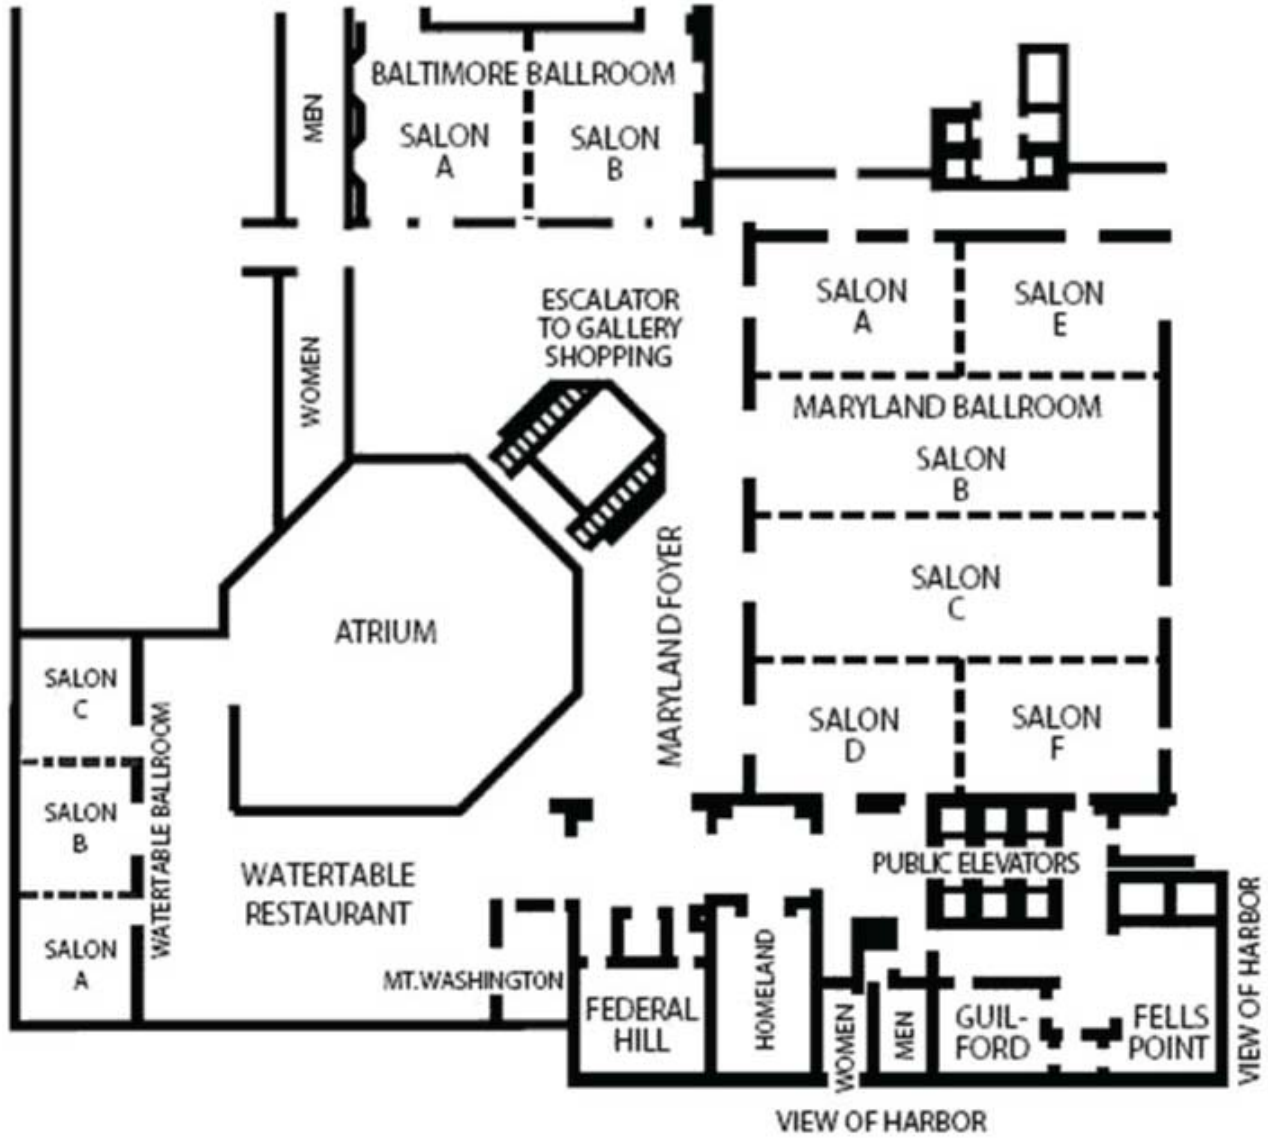 BALTIMORE BALLROOM
MEN
SALON
A
SALON
B
ESCALATOR
TO GALLERY
SHOPPING
SALON
A
SALON
E
WOMEN
MARYLAND BALLROOM
SALON
B
MARYLAND FOYER
SALON
C
ATRIUM
SALON
C
SALON
D
SALON
F
WATERTABLE BALLROOM
SALON
B
WATERTABLE
RESTAURANT
PUBLIC ELEVATORS
SALON
A
MT. WASHINGTON
FEDERAL
HILL
HOMELAND
WOMEN
MEN
GUIL-
FORD
FELLS
POINT
VIEW OF HARBOR
VIEW OF HARBOR